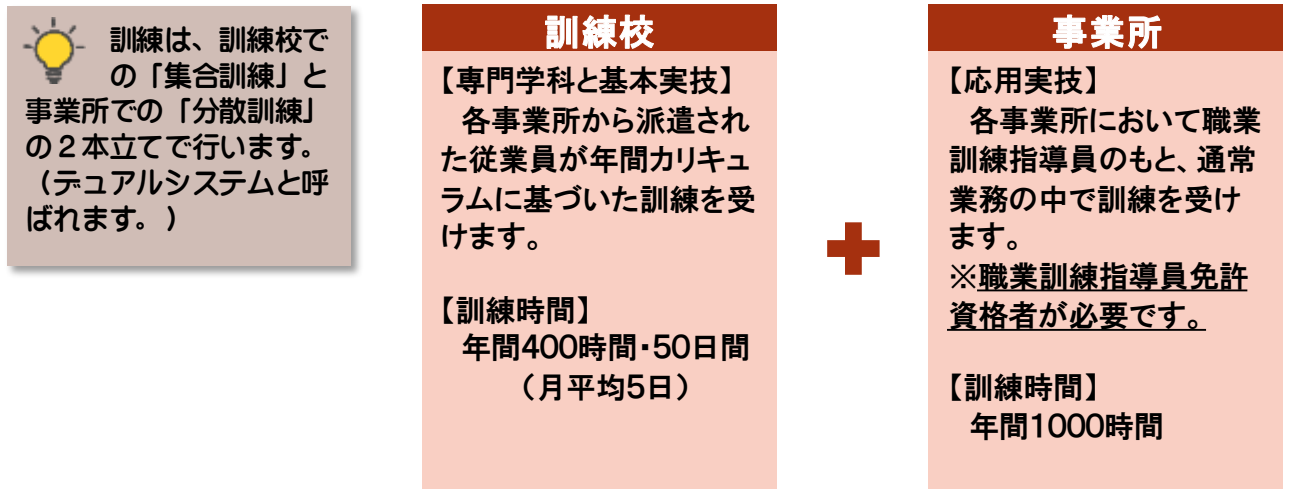 訓練は、訓練校で
の「集合訓練」と
事業所での「分散訓練」
の２本立てで行います。
（デュアルシステムと呼
ばれます。）
訓練校
【専門学科と基本実技】
各事業所から派遣され
た従業員が年間カリキュ
ラムに基づいた訓練を受
けます。
【訓練時間】
年間400時間・50日間
（月平均5日）
事業所
【応用実技】
各事業所において職業
訓練指導員のもと、通常
業務の中で訓練を受け
ます。
※職業訓練指導員免許
資格者が必要です。
【訓練時間】
年間1000時間